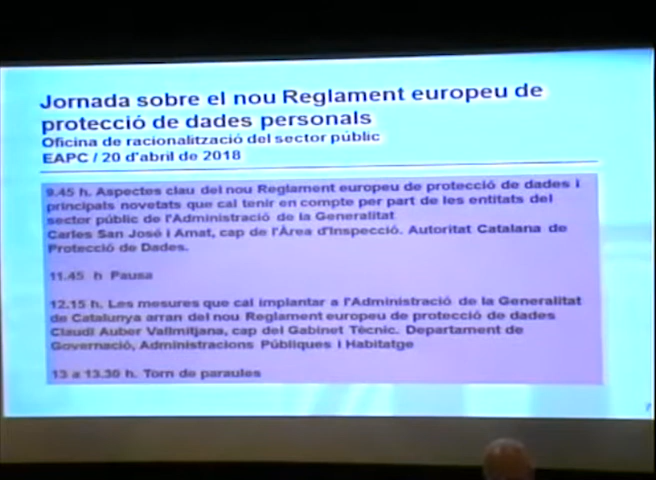 Jornada sobre el nou Reglament europeu de
protecció de dades personals
Oficina de racionalització del sector públic
EAPC / 20 d'abril de 2018
9.45 h. Aspectes clau del nou Reglament europeu de protecció de dades i
principals novetats que cal tenir en compte per part de les entitats del
sector públic de l'Administració de la Generalitat
Carles San José i Amat, cap de l'Àrea d'Inspecció. Autoritat Catalana de
Protecció de Dades.
11.45 h Pausa
12.15 h. Les mesures que cal implantar a l'Administració de la Generalitat
de Catalunya arran del nou Reglament europeu de protecció de dades
Claudi Auber Vallmitjana, cap del Gabinet Tècnic. Departament de
Governació, Administracions Públiques i Habitatge
13 a 13.30 h. Torn de paraules